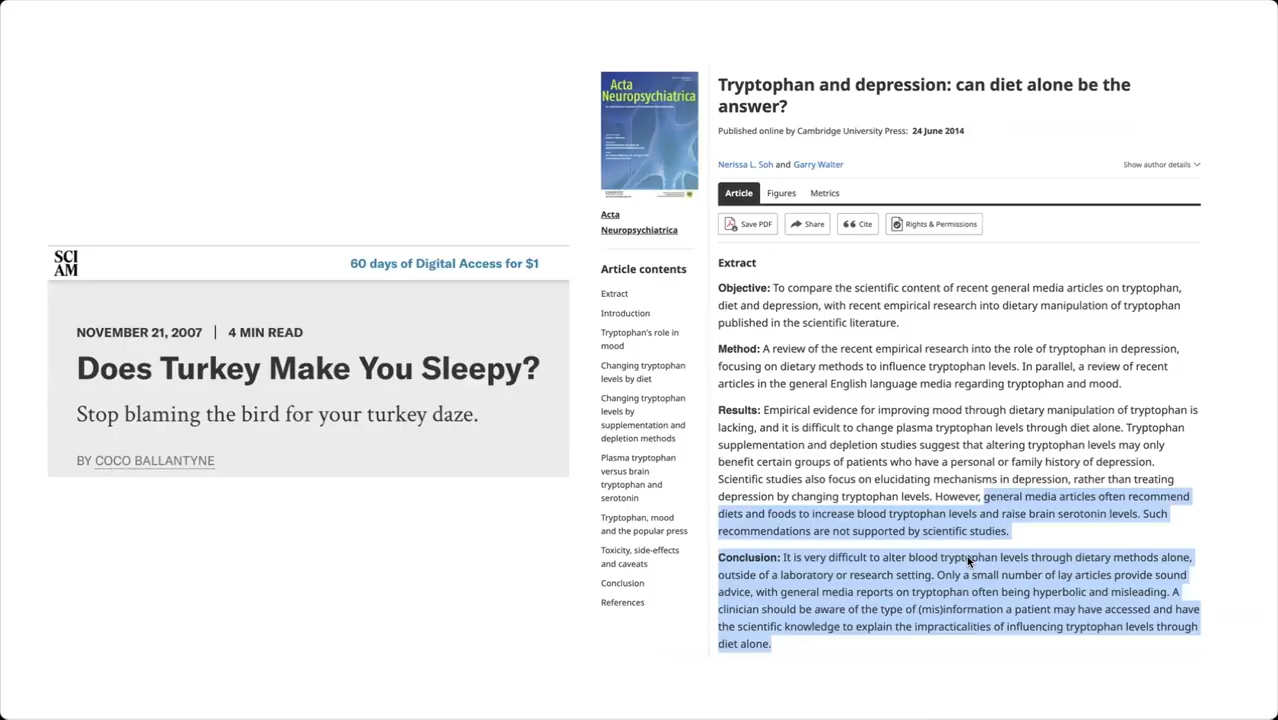 SCI
AM
60 days of Digital Access for $1
NOVEMBER 21, 2007 | 4 MIN READ
Does Turkey Make You Sleepy?
Stop blaming the bird for your turkey daze.
BY COCO BALLANTYNE
Acta
Neuropsychiatrica
Acta
Neuropsychiatrica
Article contents
Extract
Introduction
Tryptophan's role in
mood
Changing tryptophan
levels by diet
Changing tryptophan
levels by
supplementation and
depletion methods
Plasma tryptophan
versus brain
tryptophan and
serotonin
Tryptophan, mood
and the popular press
Toxicity, side-effects
and caveats
Conclusion
References
Tryptophan and depression: can diet alone be the
answer?
Published online by Cambridge University Press: 24 June 2014
Nerissa L. Soh and Garry Walter
Show author details
Article Figures Metrics
Save PDF Share Cite Rights & Permissions
Extract
Objective: To compare the scientific content of recent general media articles on tryptophan,
diet and depression, with recent empirical research into dietary manipulation of tryptophan
published in the scientific literature.
Method: A review of the recent empirical research into the role of tryptophan in depression,
focusing on dietary methods to influence tryptophan levels. In parallel, a review of recent
articles in the general English language media regarding tryptophan and mood.
Results: Empirical evidence for improving mood through dietary manipulation of tryptophan is
lacking, and it is difficult to change plasma tryptophan levels through diet alone. Tryptophan
supplementation and depletion studies suggest that altering tryptophan levels may only
benefit certain groups of patients who have a personal or family history of depression.
Scientific studies also focus on elucidating mechanisms in depression, rather than treating
depression by changing tryptophan levels. However, general media articles often recommend
diets and foods to increase blood tryptophan levels and raise brain serotonin levels. Such
recommendations are not supported by scientific studies.
Conclusion: It is very difficult to alter blood tryptophan levels through dietary methods alone,
outside of a laboratory or research setting. Only a small number of lay articles provide sound
advice, with general media reports on tryptophan often being hyperbolic and misleading. A
clinician should be aware of the type of (mis)information a patient may have accessed and have
the scientific knowledge to explain the impracticalities of influencing tryptophan levels through
diet alone.